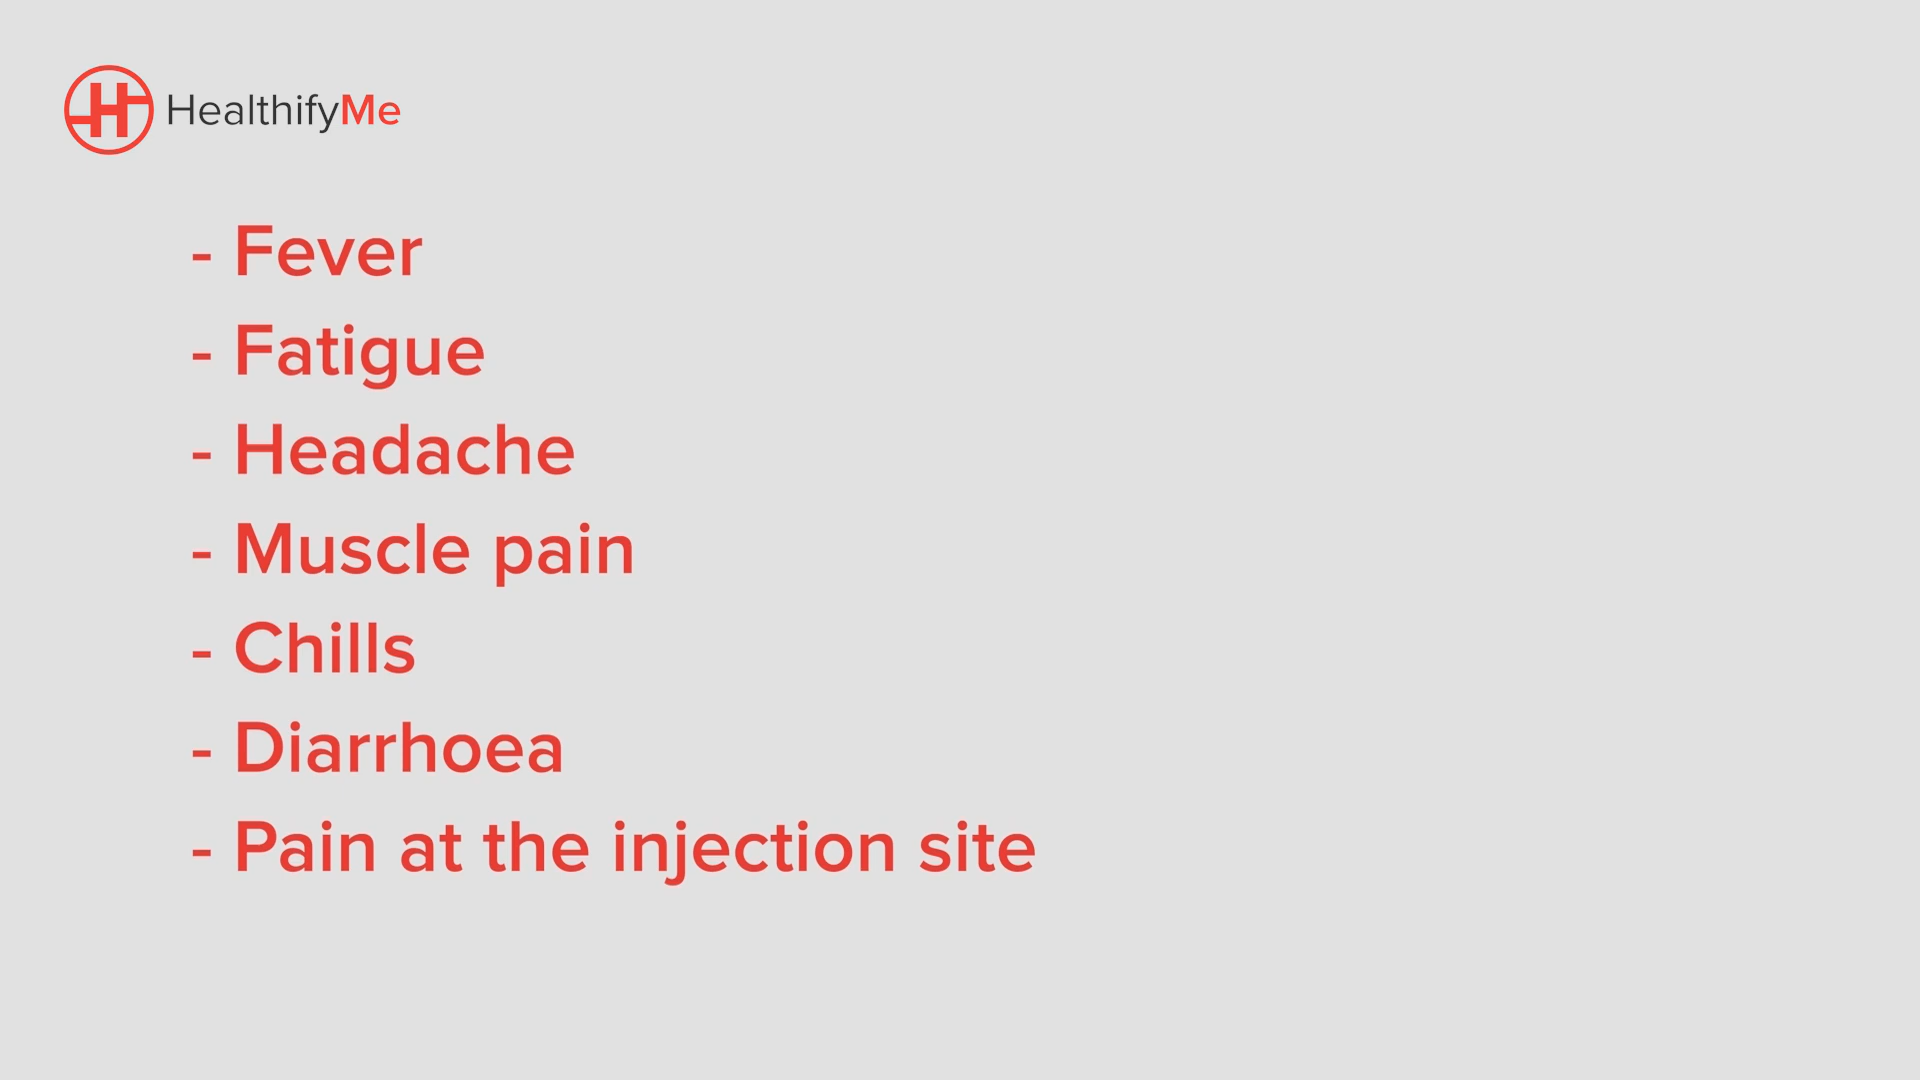 HealthifyMe
- Fever
- Fatigue
- Headache
- Muscle pain
- Chills
- Diarrhoea
- Pain at the injection site